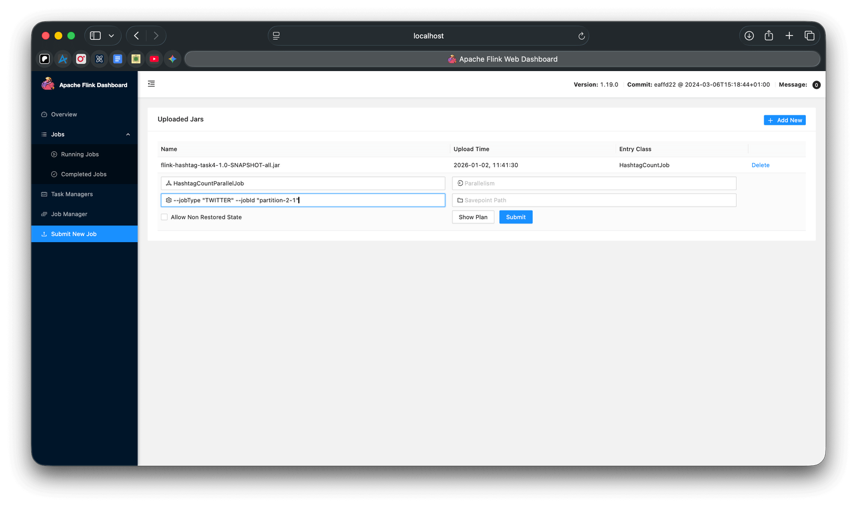 localhost
Apache Flink Web Dashboard
Apache Flink Dashboard
Version: 1.19.0 Commit: eaffd22 @ 2024-03-06T15:18:44+01:00 Message: 0
Overview
Jobs
Running Jobs
Completed Jobs
Task Managers
Job Manager
Submit New Job
Uploaded Jars
+ Add New
Name Upload Time Entry Class
flink-hashtag-task4-1.0-SNAPSHOT-all.jar 2026-01-02, 11:41:30 HashtagCountJob Delete
HashtagCountParallelJob Parallelism
--jobType "TWITTER" --jobId "partition-2-1" Savepoint Path
Allow Non Restored State Show Plan Submit